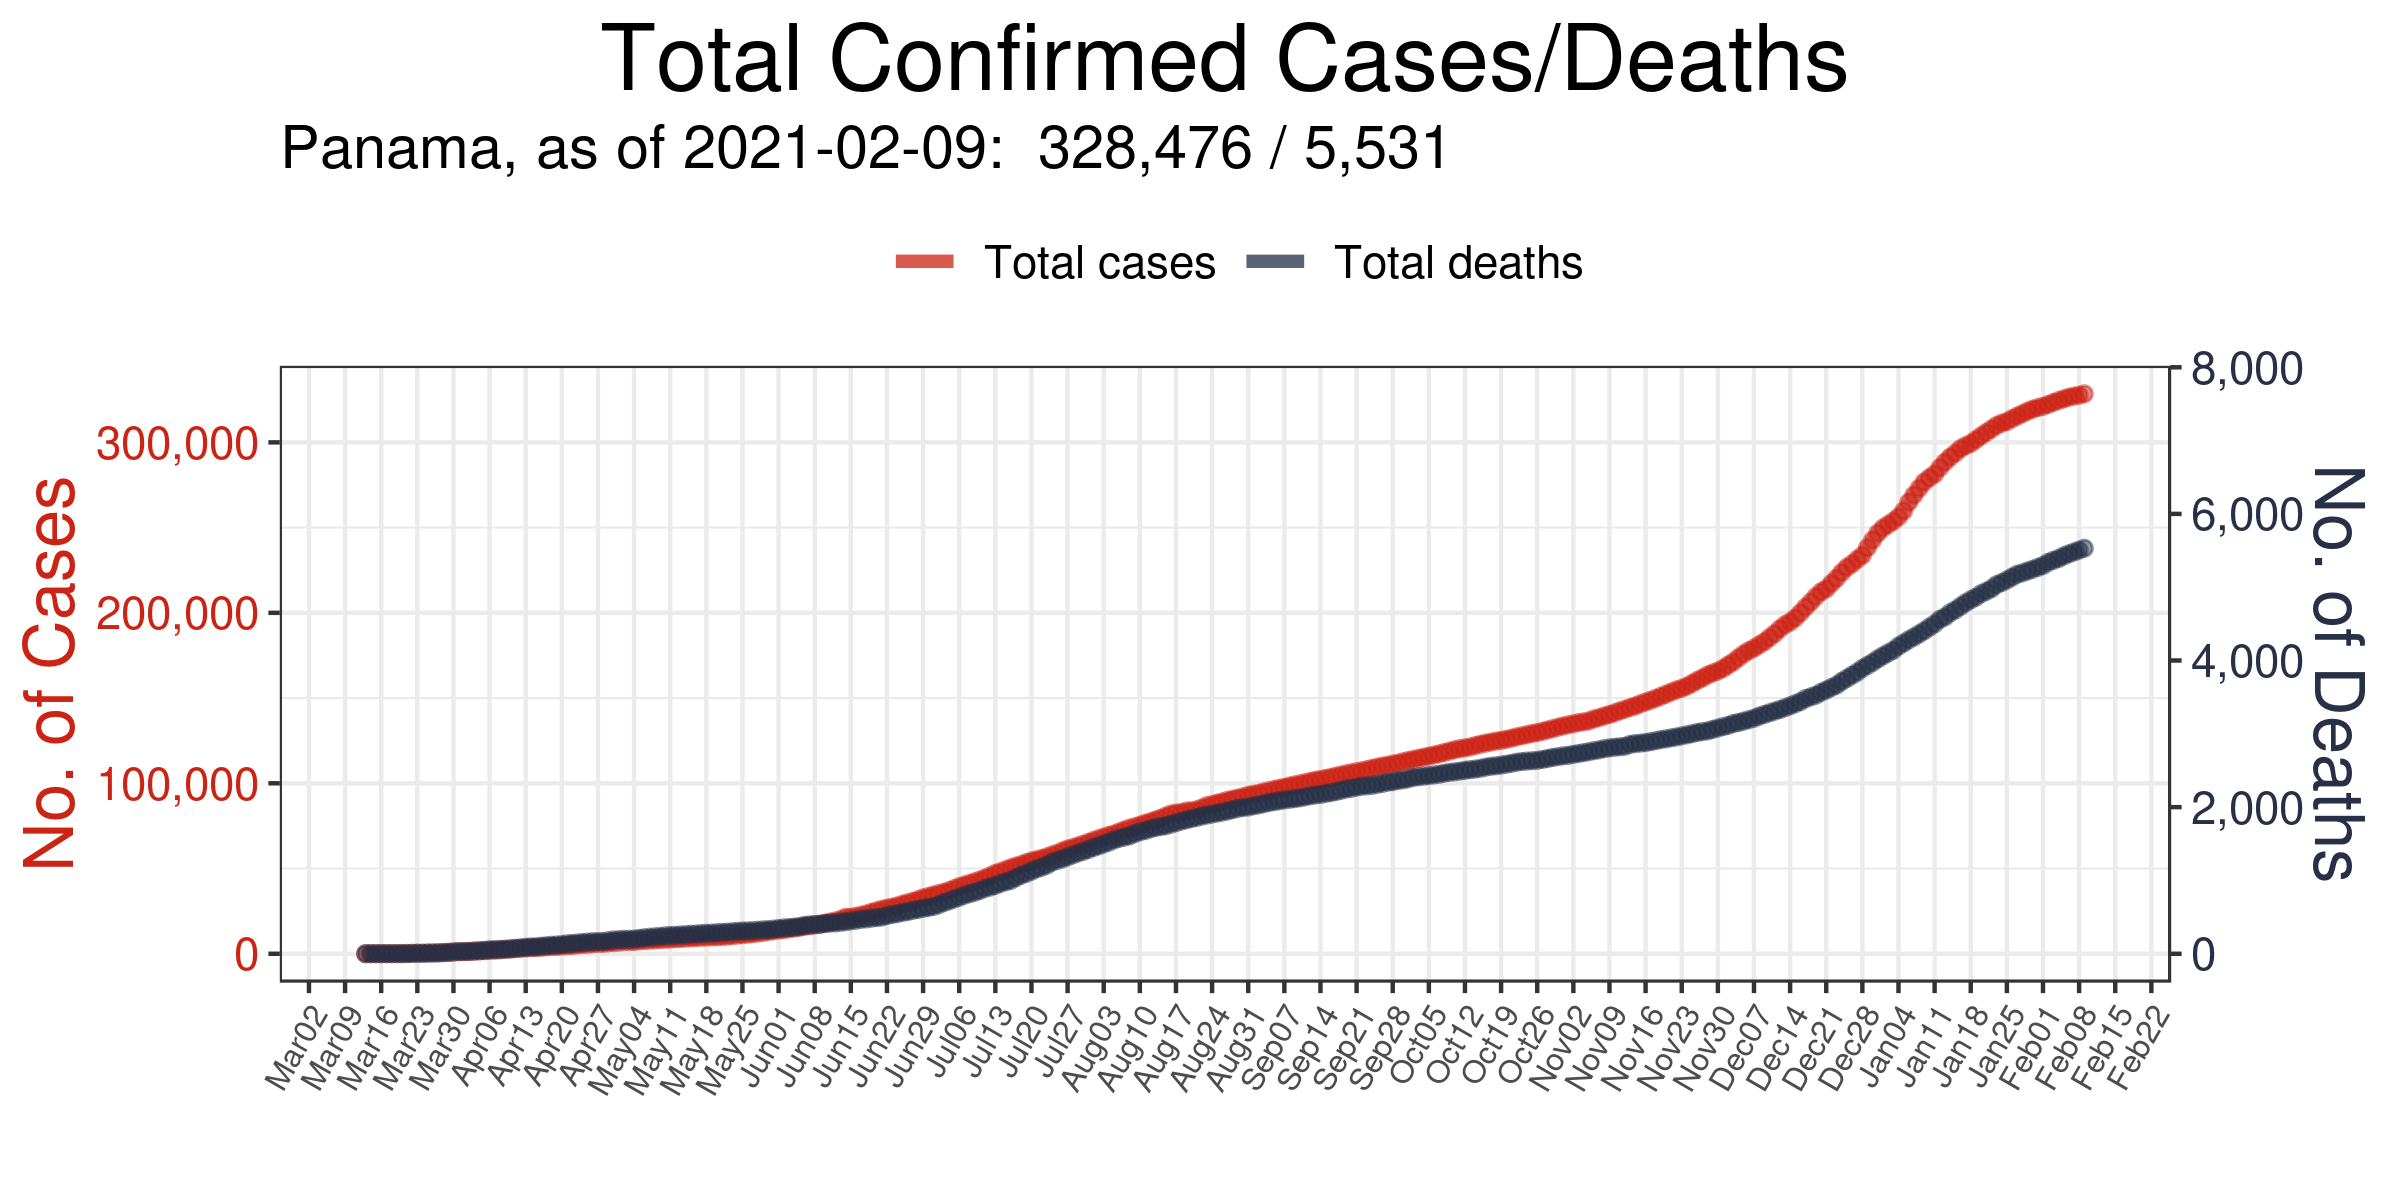 Total Confirmed Cases/Deaths
Panama, as of 2021-02-09:  328,476 / 5,531
Total cases
Total deaths
No. of Cases
300,000
200,000
100,000
0
8,000
6,000
4,000
2,000
0
No. of Deaths
Mar02
Mar09
Mar16
Mar23
Mar30
Apr06
Apr13
Apr20
Apr27
May04
May11
May18
May25
Jun01
Jun08
Jun15
Jun22
Jun29
Jul06
Jul13
Jul20
Jul27
Aug03
Aug10
Aug17
Aug24
Aug31
Sep07
Sep14
Sep21
Sep28
Oct05
Oct12
Oct19
Oct26
Nov02
Nov09
Nov16
Nov23
Nov30
Dec07
Dec14
Dec21
Dec28
Jan04
Jan11
Jan18
Jan25
Feb01
Feb08
Feb15
Feb22